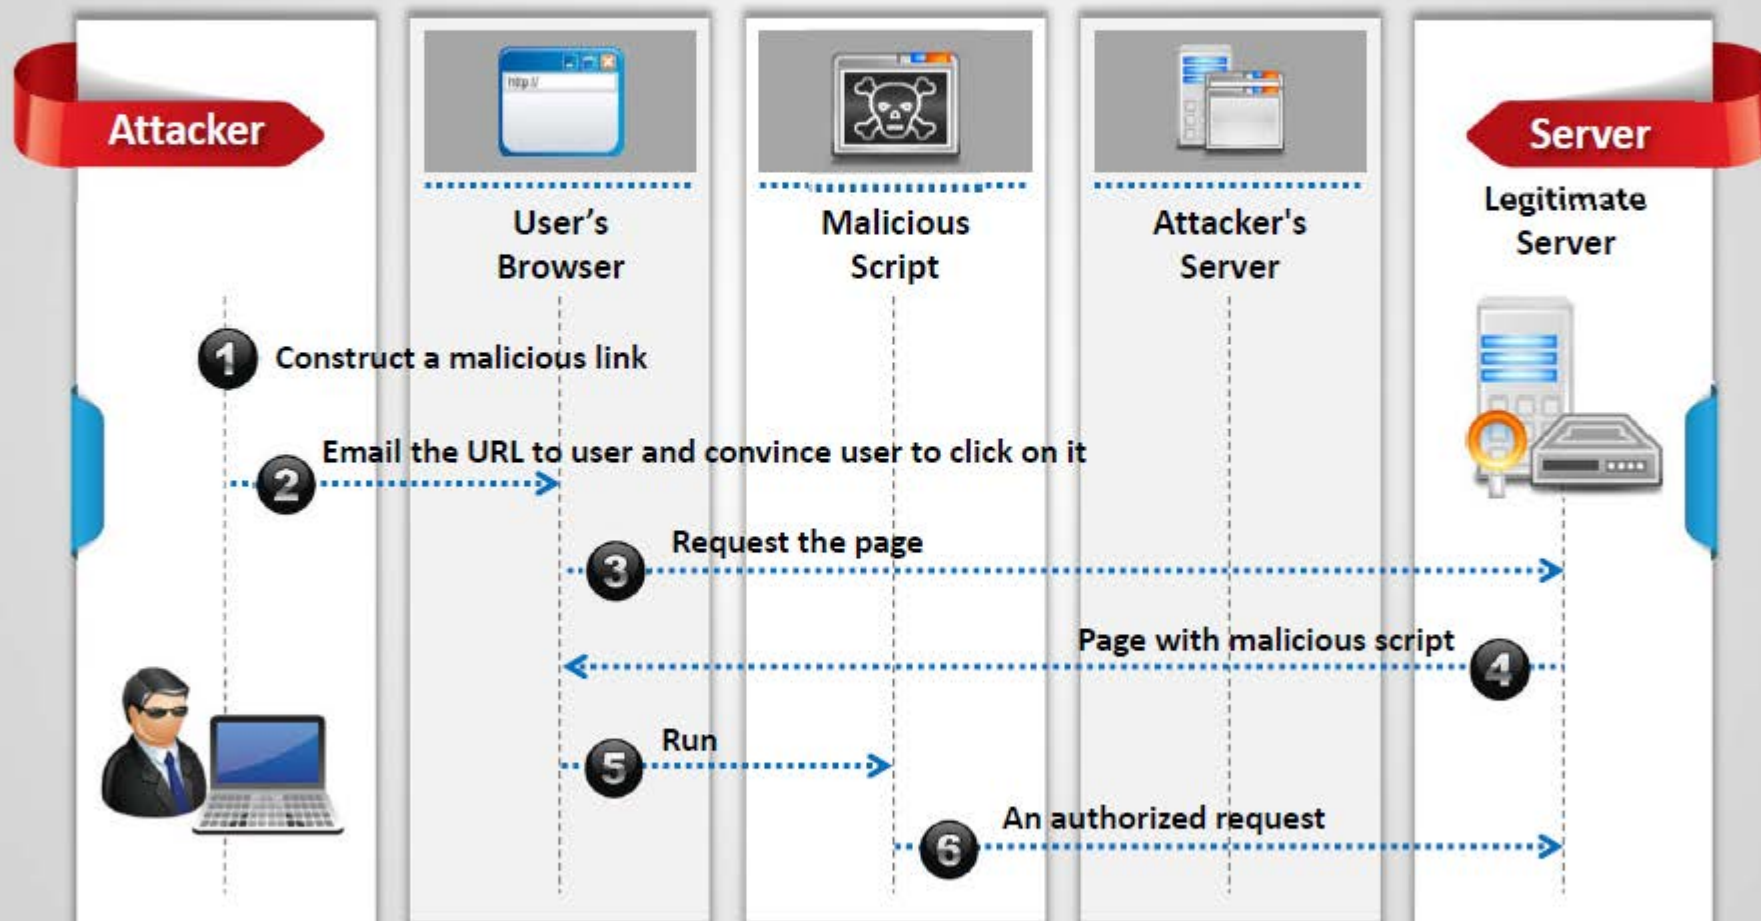 Attacker
http://
User's
Browser
Malicious
Script
Attacker's
Server
Server
Legitimate
Server
1 Construct a malicious link
2 Email the URL to user and convince user to click on it
3 Request the page
Page with malicious script 4
5 Run
6 An authorized request